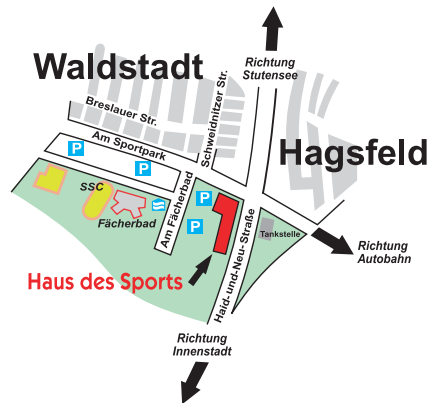 Waldstadt
Richtung
Stutensee
Schweidnitzer Str.
Breslauer Str.
Am Sportpark
Hagsfeld
P
P
P
P
SSC
Fächerbad
Am Fächerbad
Haid-und-Neu-Straße
Tankstelle
Richtung
Autobahn
Haus des Sports
Richtung
Innenstadt